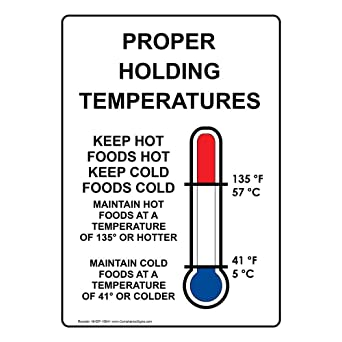 PROPER
HOLDING
TEMPERATURES
KEEP HOT
FOODS HOT
KEEP COLD
FOODS COLD
MAINTAIN HOT
FOODS AT A
TEMPERATURE
OF 135° OR HOTTER
MAINTAIN COLD
FOODS AT A
TEMPERATURE
OF 41° OR COLDER
135 °F
57 °C
41 °F
5 °C